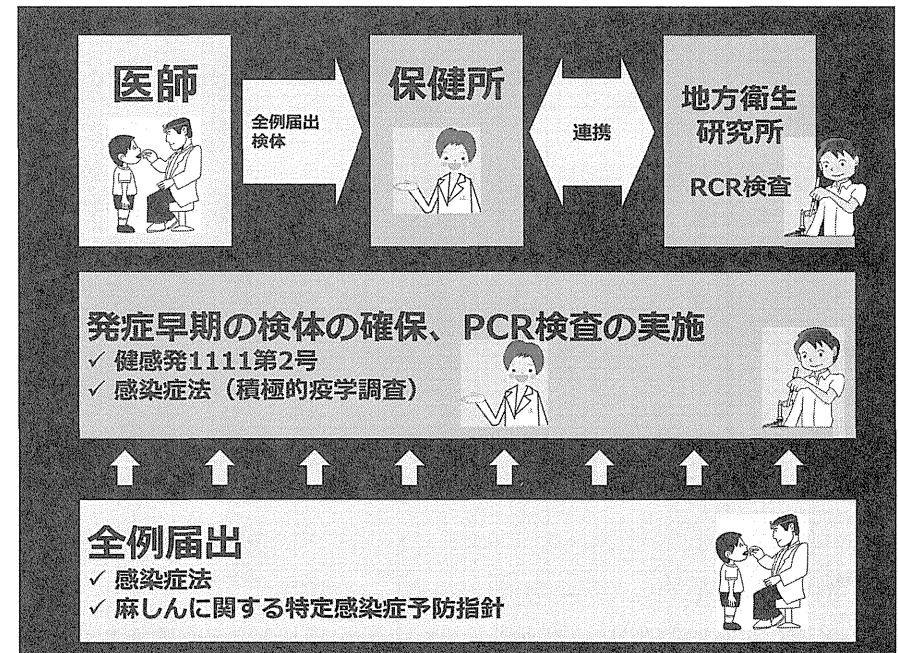 医師
全例届出
検体
保健所
連携
地方衛生
研究所
RCR検査
発症早期の検体の確保、PCR検査の実施
✓ 健感発1111第2号
✓ 感染症法（積極的疫学調査）
全例届出
✓ 感染症法
✓ 麻しんに関する特定感染症予防指針